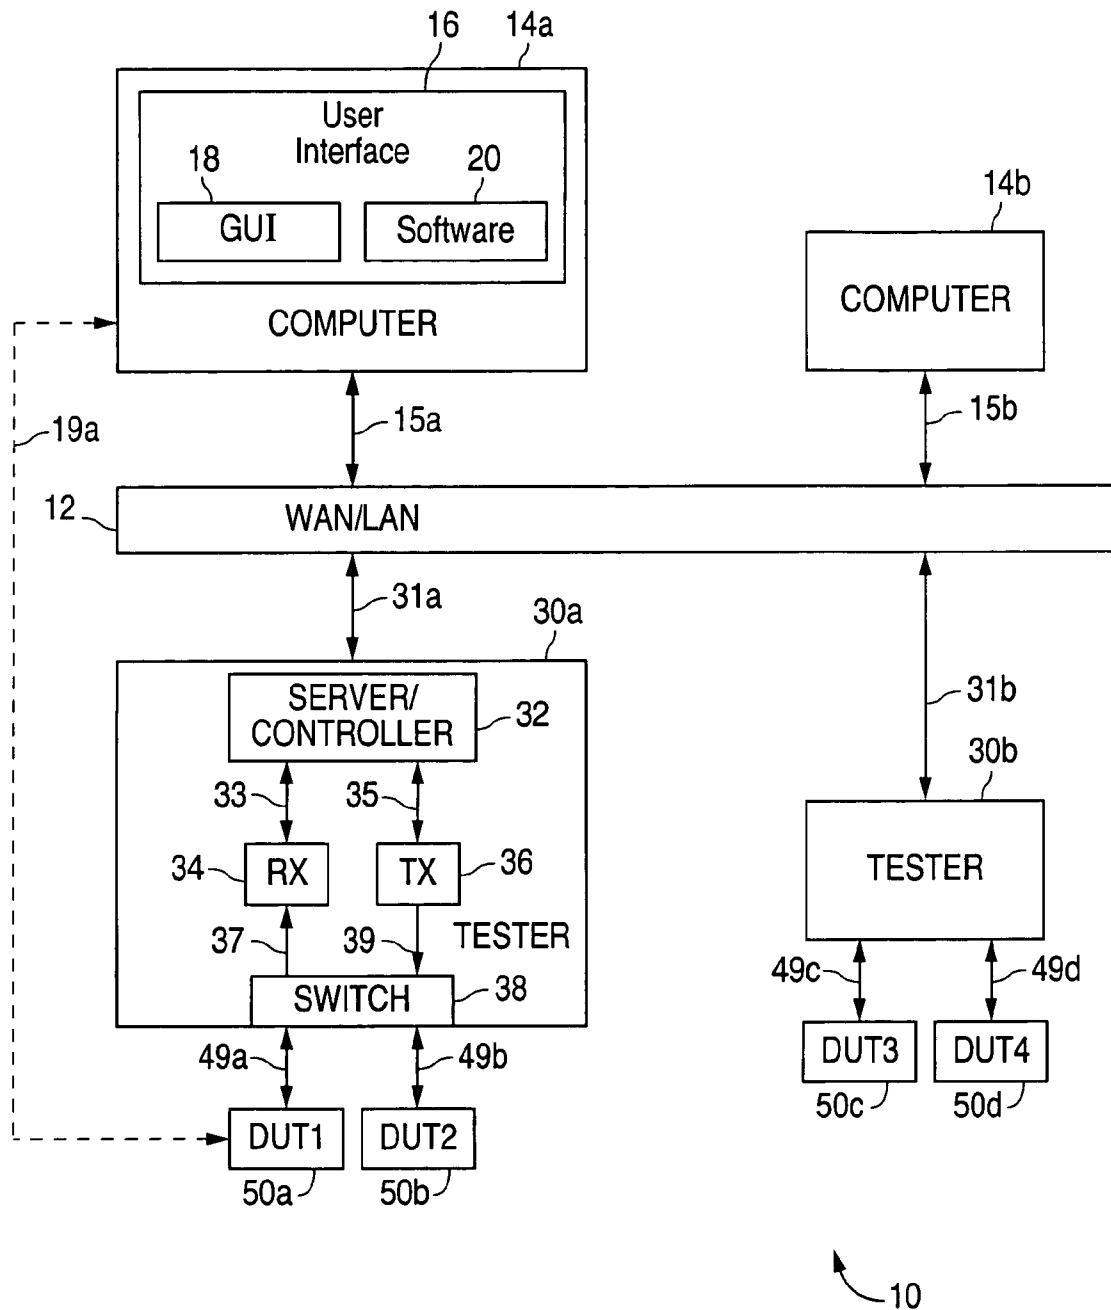 16 14a
User
Interface
18 20
GUI Software
14b
COMPUTER
COMPUTER
15a 15b
19a
12 WAN/LAN
31a
30a
SERVER/
CONTROLLER 32
31b
30b
33 35
34 RX TX 36
TESTER
37 39 TESTER
49c 49d
SWITCH 38
DUT3 DUT4
49a 49b
50c 50d
DUT1 DUT2
50a 50b
10